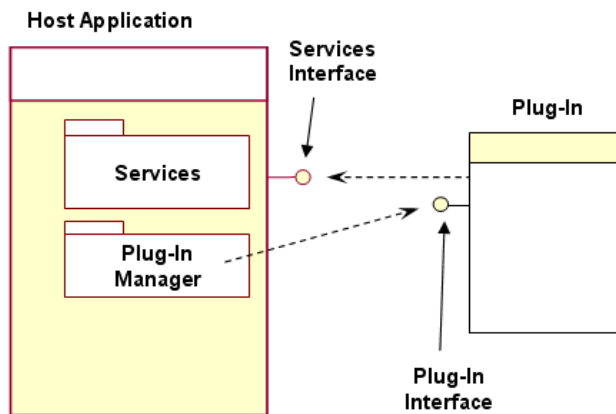 Host Application
Services
Interface
Plug-In
Services
Plug-In
Manager
Plug-In
Interface